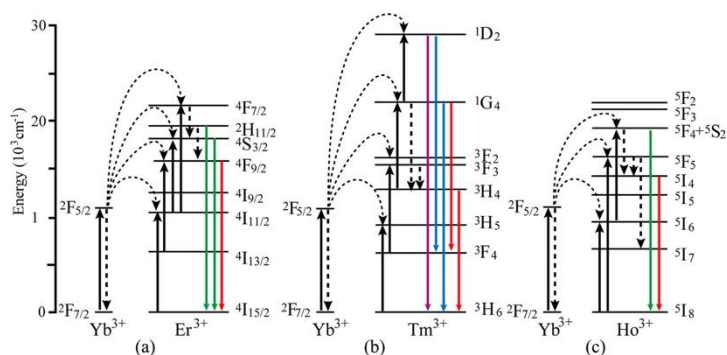 Energy (10³ cm⁻¹)
30
20
1
0
²F₅/₂
²F₇/₂
Yb³⁺
⁴F₇/₂
²H₁₁/₂
⁴S₃/₂
⁴F₉/₂
⁴I₉/₂
⁴I₁₁/₂
⁴I₁₃/₂
⁴I₁₅/₂
Er³⁺
(a)
²F₅/₂
²F₇/₂
Yb³⁺
¹D₂
¹G₄
³F₂
³F₃
³H₄
³H₅
³F₄
³H₆
Tm³⁺
(b)
²F₅/₂
²F₇/₂
Yb³⁺
⁵F₂
⁵F₃
⁵F₄+⁵S₂
⁵F₅
⁵I₄
⁵I₅
⁵I₆
⁵I₇
⁵I₈
Ho³⁺
(c)